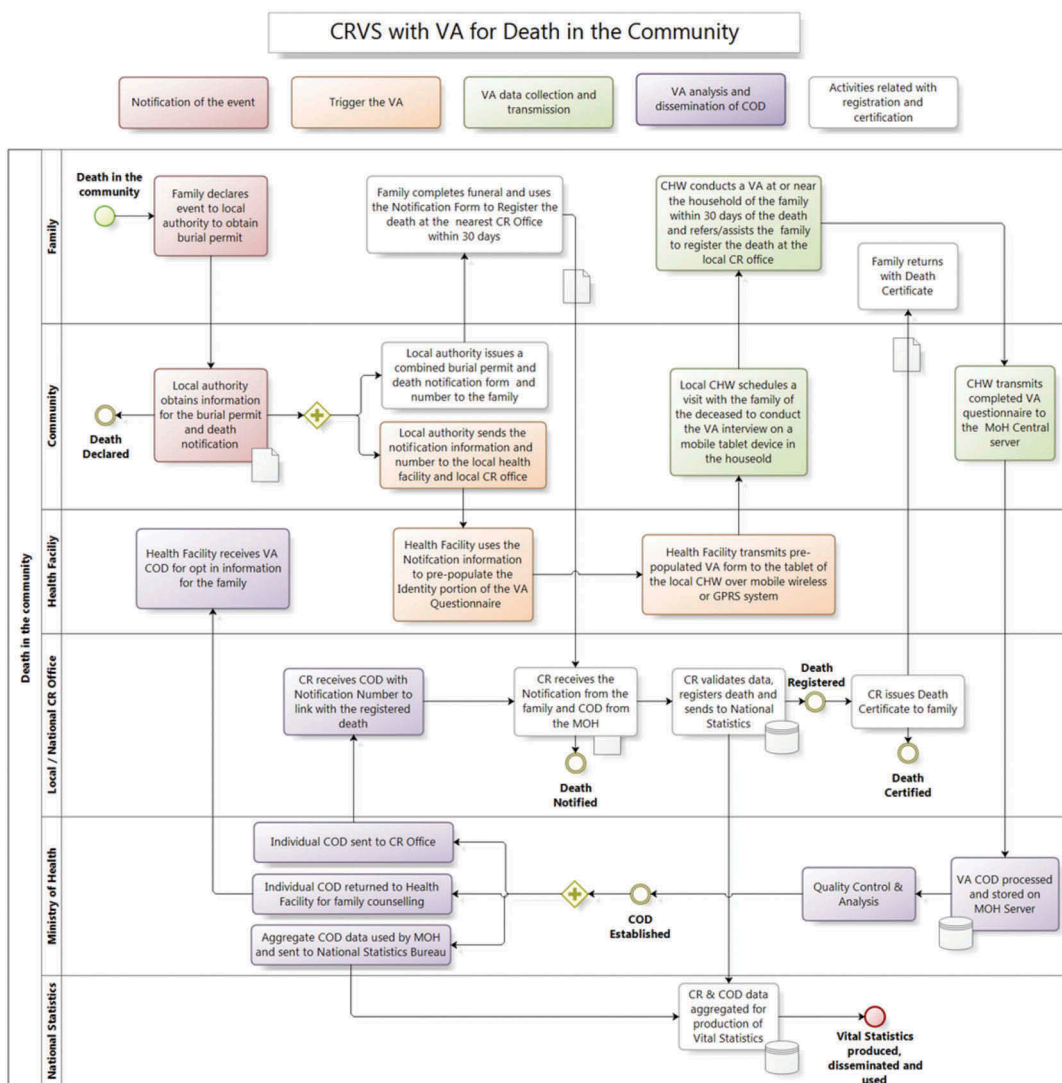 CRVS with VA for Death in the Community
Notification of the event
Trigger the VA
VA data collection and
transmission
VA analysis and
dissemination of COD
Activities related with
registration and
certification
Death in the community
Family
Death in the
community
Family declares
event to local
authority to obtain
burial permit
Family completes funeral and uses
the Notification Form to Register the
death at the nearest CR Office
within 30 days
CHW conducts a VA at or near
the household of the family
within 30 days of the death
and refers/assists the family
to register the death at the
local CR office
Family returns
with Death
Certificate
Community
Death
Declared
Local authority
obtains information
for the burial permit
and death
notification
Local authority issues a
combined burial permit and
death notification form and
number to the family
Local authority sends the
notification information and
number to the local health
facility and local CR office
Local CHW schedules a
visit with the family of
the deceased to conduct
the VA interview on a
mobile tablet device in
the houseold
CHW transmits
completed VA
questionnaire to
the MoH Central
server
Health Faciliy
Health Facility receives VA
COD for opt in information
for the family
Health Facility uses the
Notifcation information
to pre-populate the
Identity portion of the VA
Questionnaire
Health Facility transmits pre-
populated VA form to the tablet of
the local CHW over mobile wireless
or GPRS system
Local / National CR Office
CR receives COD with
Notification Number to
link with the registered
death
CR receives the
Notification from the
family and COD from
the MOH
Death
Notified
CR validates data,
registers death and
sends to National
Statistics
Death
Registered
CR issues Death
Certificate to family
Death
Certified
Ministry of Health
Individual COD sent to CR Office
Individual COD returned to Health
Facility for family counselling
Aggregate COD data used by MOH
and sent to National Statistics Bureau
COD
Established
Quality Control &
Analysis
VA COD processed
and stored on
MOH Server
National Statistics
CR & COD data
aggregated for
production of
Vital Statistics
Vital Statistics
produced,
disseminated and
used